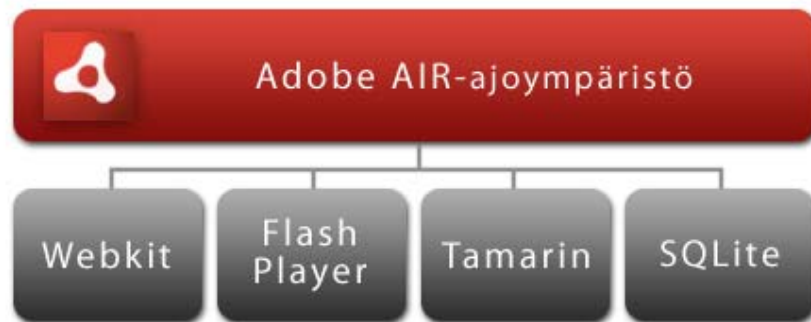 Adobe AIR-ajoympäristö
Webkit
Flash
Player
Tamarin
SQLite